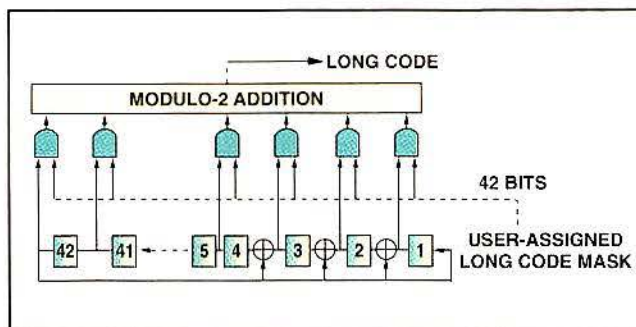 LONG CODE
MODULO-2 ADDITION
42 BITS
42 41 5 4 3 2 1
USER-ASSIGNED
LONG CODE MASK